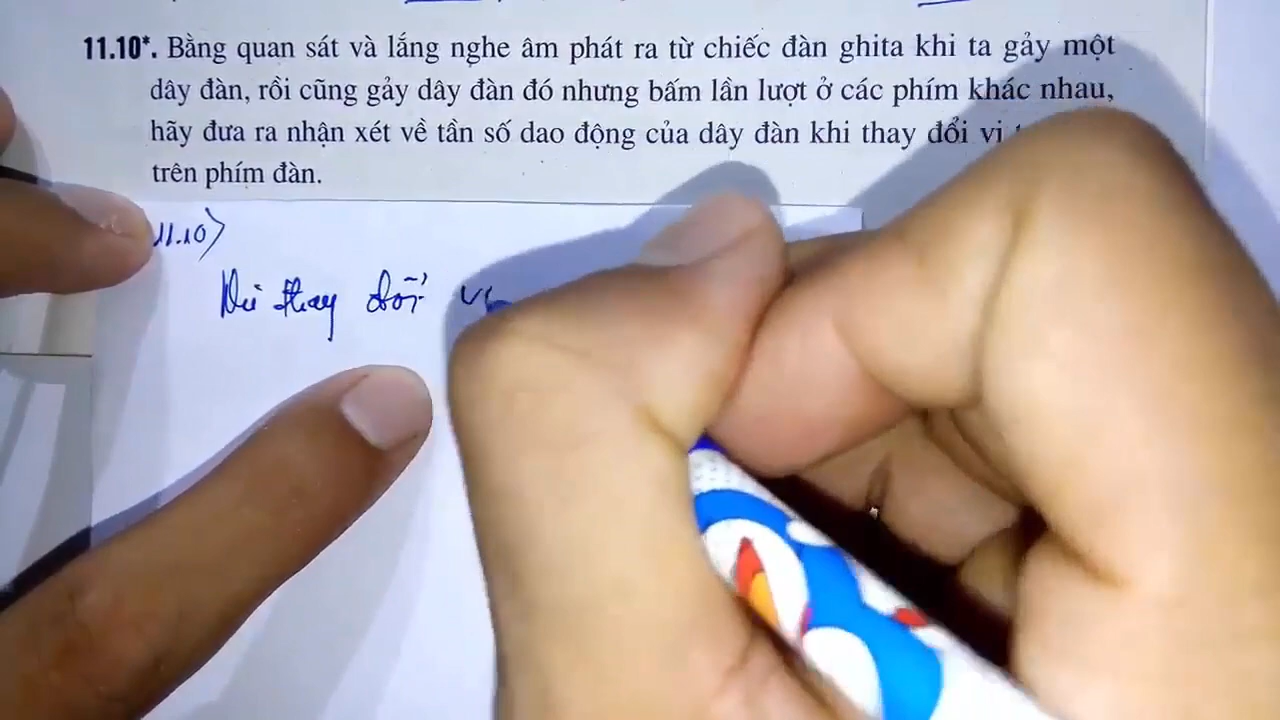 11.10*. Bằng quan sát và lắng nghe âm phát ra từ chiếc đàn ghita khi ta gảy một
dây đàn, rồi cũng gảy dây đàn đó nhưng bấm lần lượt ở các phím khác nhau,
hãy đưa ra nhận xét về tần số dao động của dây đàn khi thay đổi vị
trên phím đàn.
11.10)
thay đổi